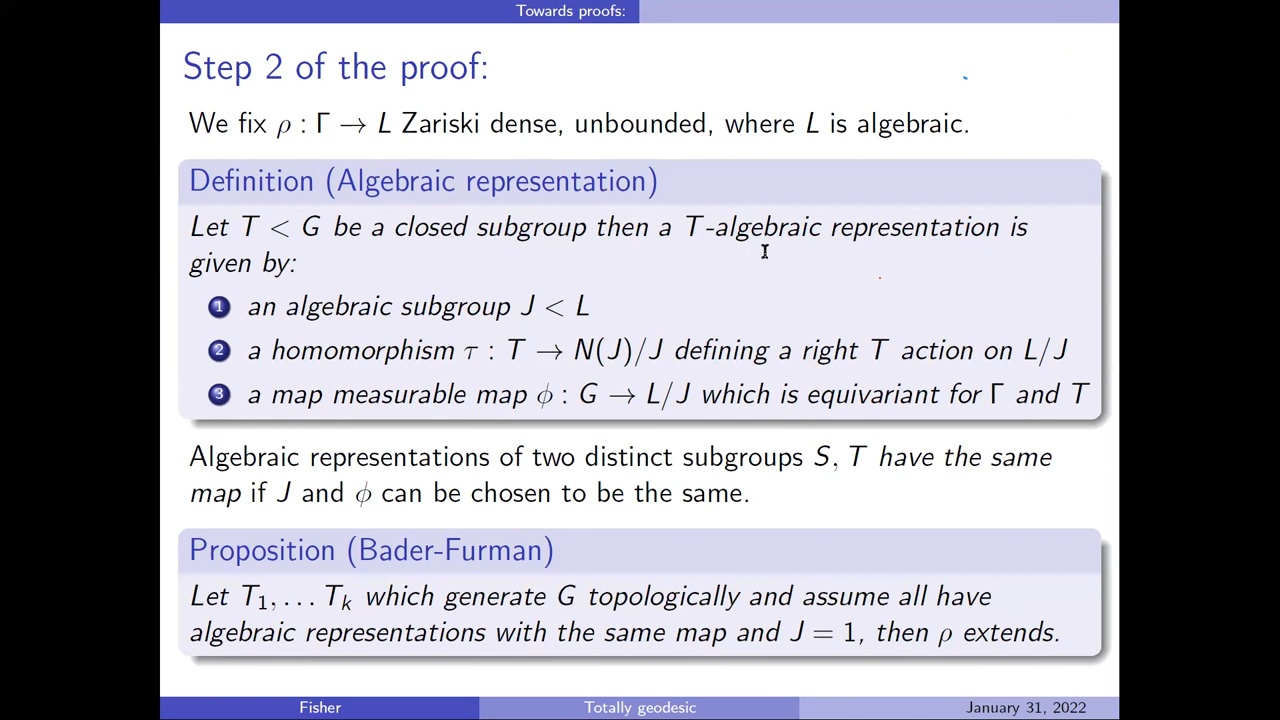 Towards proofs:
Step 2 of the proof:
We fix ρ : Γ → L Zariski dense, unbounded, where L is algebraic.
Definition (Algebraic representation)
Let T < G be a closed subgroup then a T-algebraic representation is
given by:
1 an algebraic subgroup J < L
2 a homomorphism τ : T → N(J)/J defining a right T action on L/J
3 a map measurable map ϕ : G → L/J which is equivariant for Γ and T
Algebraic representations of two distinct subgroups S, T have the same
map if J and ϕ can be chosen to be the same.
Proposition (Bader-Furman)
Let T₁, . . . Tₖ which generate G topologically and assume all have
algebraic representations with the same map and J = 1, then ρ extends.
Fisher
Totally geodesic
January 31, 2022